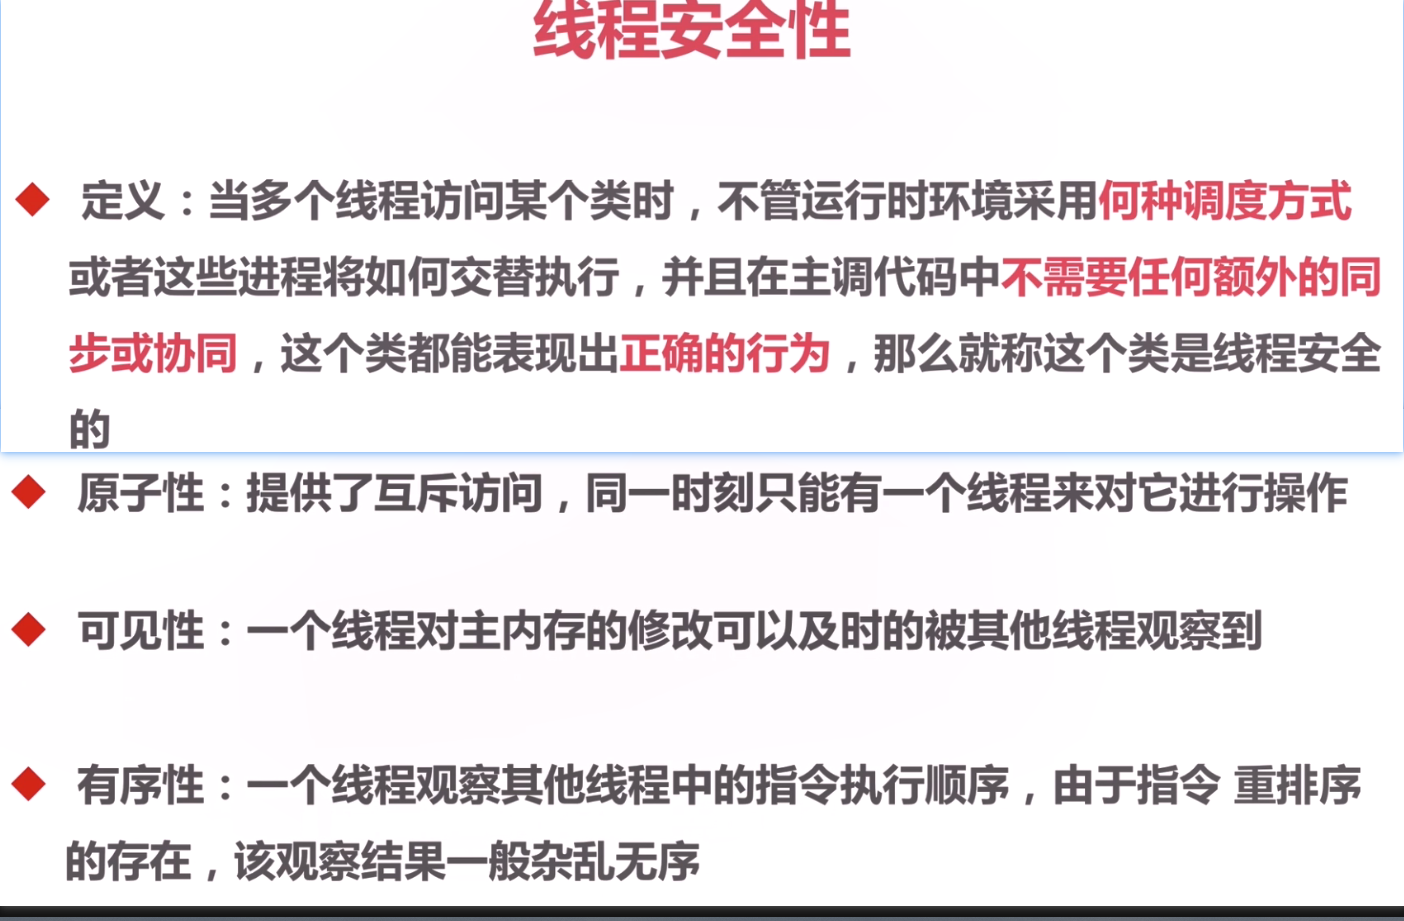 线程安全性
定义：当多个线程访问某个类时，不管运行时环境采用何种调度方式
或者这些进程将如何交替执行，并且在主调代码中不需要任何额外的同
步或协同，这个类都能表现出正确的行为，那么就称这个类是线程安全
的
原子性：提供了互斥访问，同一时刻只能有一个线程来对它进行操作
可见性：一个线程对主内存的修改可以及时的被其他线程观察到
有序性：一个线程观察其他线程中的指令执行顺序，由于指令 重排序
的存在，该观察结果一般杂乱无序